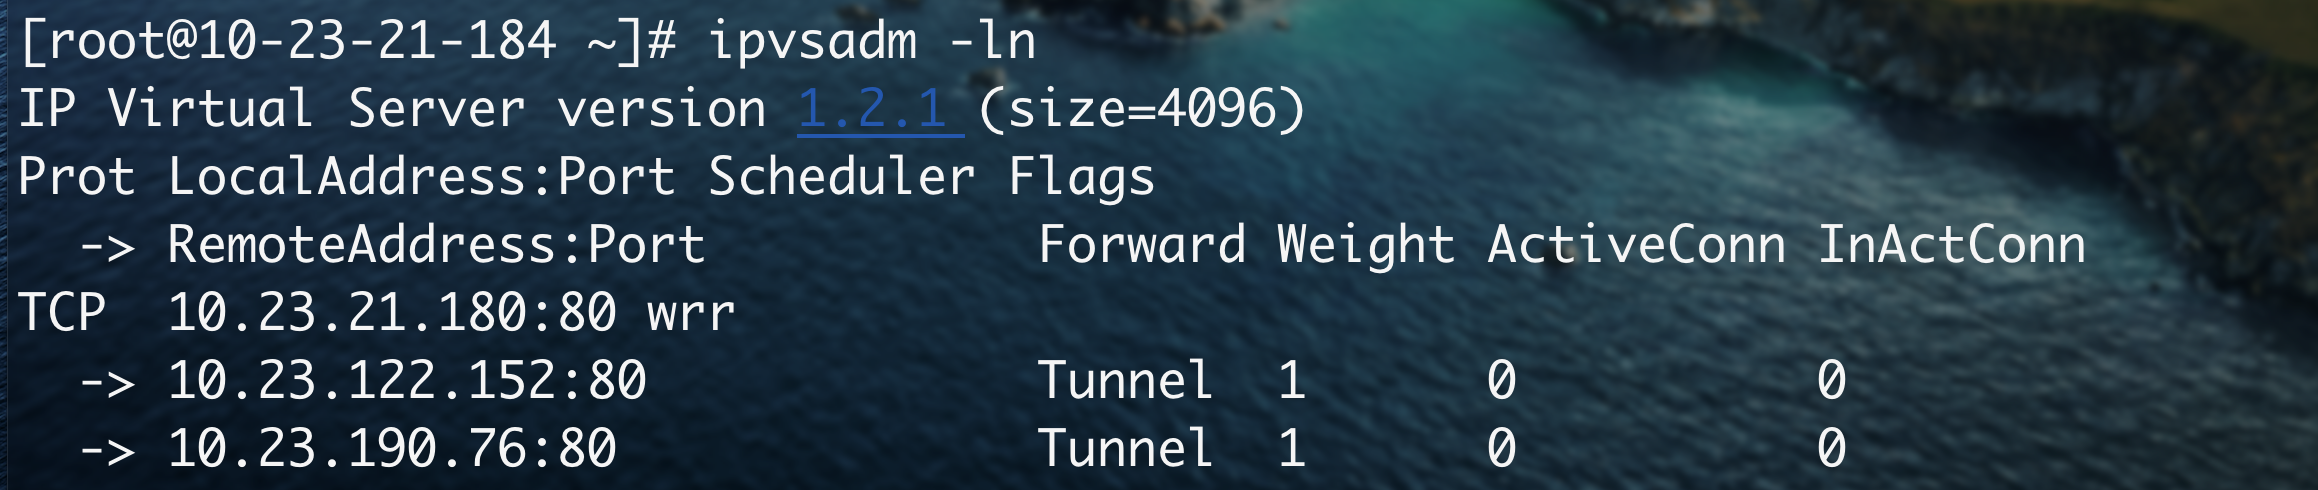 [root@10-23-21-184 ~]# ipvsadm -ln
IP Virtual Server version 1.2.1 (size=4096)
Prot LocalAddress:Port Scheduler Flags
  -> RemoteAddress:Port           Forward Weight ActiveConn InActConn
TCP  10.23.21.180:80 wrr
  -> 10.23.122.152:80             Tunnel  1      0          0
  -> 10.23.190.76:80              Tunnel  1      0          0